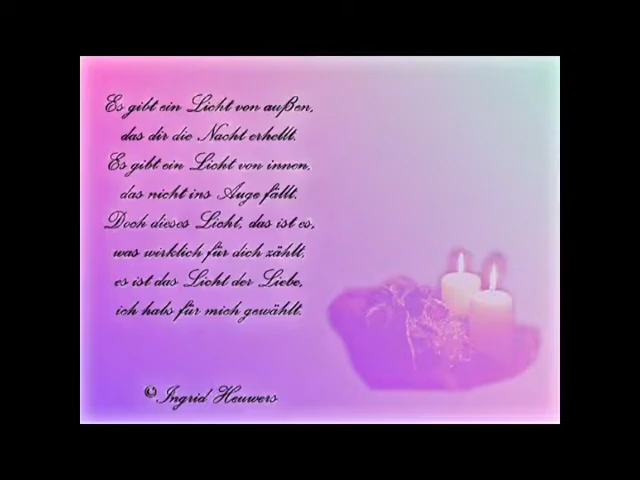 Es gibt ein Licht von außen,
das dir die Nacht erhellt.
Es gibt ein Licht von innen,
das nicht ins Auge fällt.
Doch dieses Licht, das ist es,
was wirklich für dich zählt,
es ist das Licht der Liebe,
ich habs für mich gewählt.
© Ingrid Heuwers